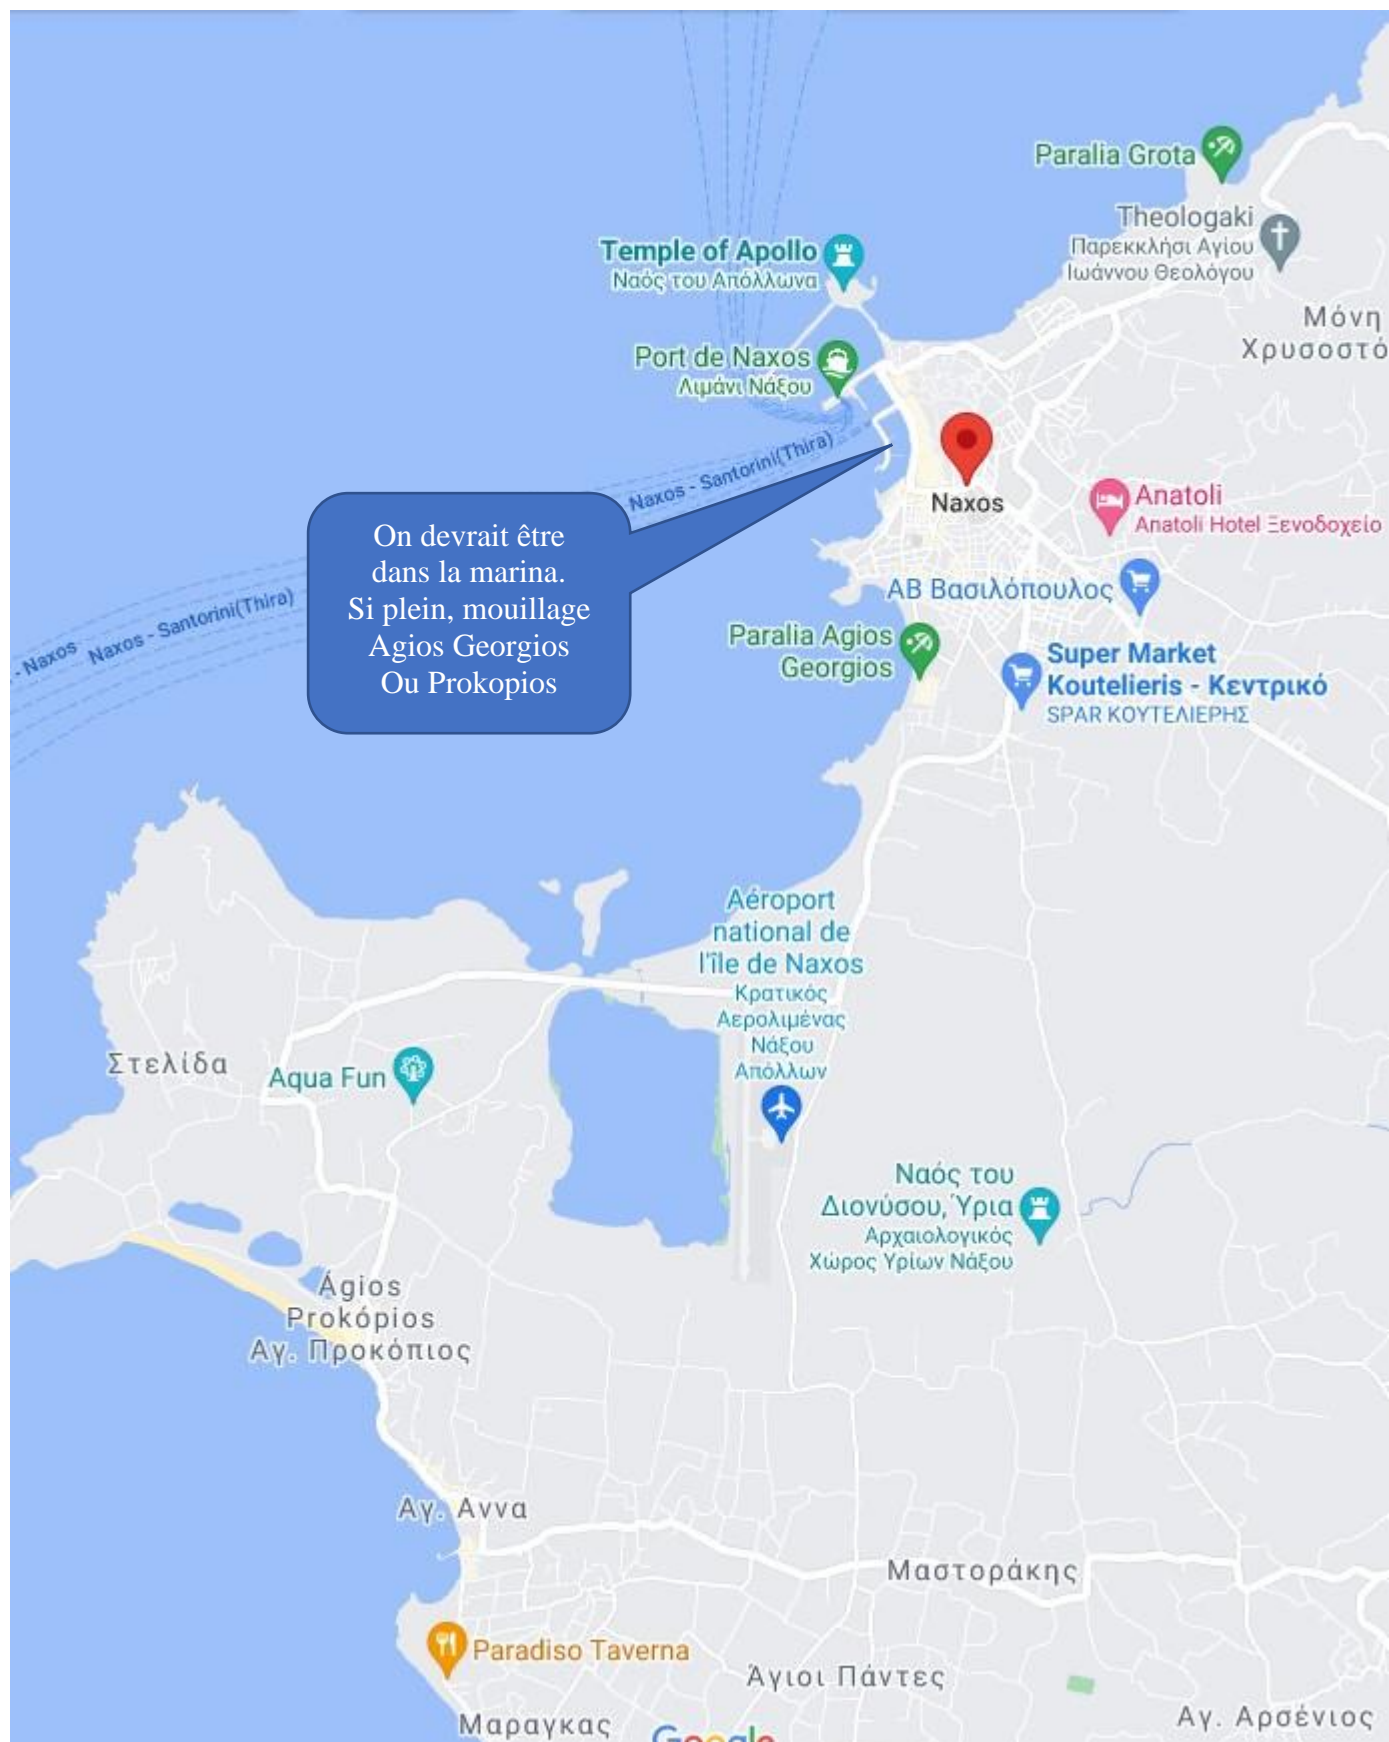 Paralia Grota
Theologaki
Παρεκκλήσι Αγίου
Ιωάννου Θεολόγου
Temple of Apollo
Ναός του Απόλλωνα
Μόνη
Χρυσοστό
Port de Naxos
Λιμάνι Νάξου
Naxos - Santorini(Thira)
Naxos
Anatoli
Anatoli Hotel Ξενοδοχείο
On devrait être
dans la marina.
Si plein, mouillage
Agios Georgios
Ou Prokopios
ΑΒ Βασιλόπουλος
Naxos - Santorini(Thira)
- Naxos
Paralia Agios
Georgios
Super Market
Koutelieris - Κεντρικό
SPAR ΚΟΥΤΕΛΙΕΡΗΣ
Aéroport
national de
l'île de Naxos
Κρατικός
Αερολιμένας
Νάξου
Απόλλων
Στελίδα
Aqua Fun
Ναός του
Διονύσου, Ύρια
Αρχαιολογικός
Χώρος Υρίων Νάξου
Ágios
Prokópios
Αγ. Προκόπιος
Αγ. Αννα
Μαστοράκης
Paradiso Taverna
Άγιοι Πάντες
Αγ. Αρσένιος
Μαραγκας
Google